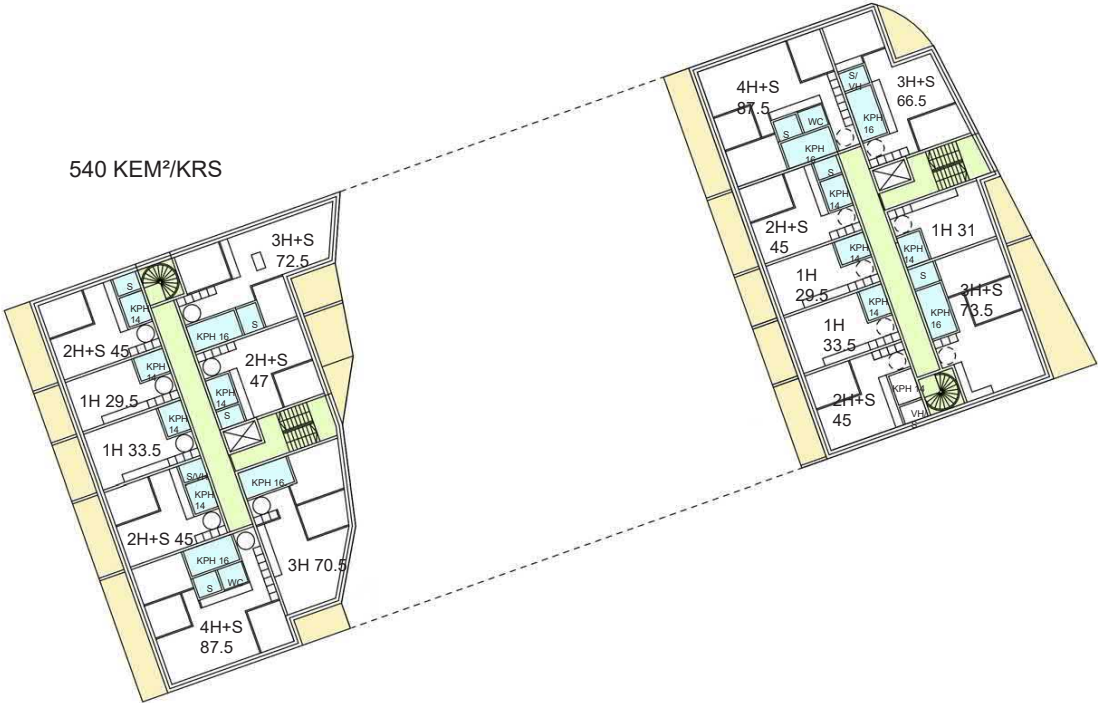 540 KEM²/KRS
3H+S
72.5
S
KPH
14
2H+S 45
KPH 16
S
KPH
14
2H+S
47
1H 29.5
KPH
14
S
KPH
14
1H 33.5
S/VH
KPH
14
KPH 16
2H+S 45
KPH 16
S
WC
3H 70.5
4H+S
87.5
4H+S
87.5
S/
VH
3H+S
66.5
KPH
16
S
WC
KPH
16
S
KPH
14
2H+S
45
1H 31
KPH
14
KPH
14
S
1H
29.5
3H+S
73.5
KPH
14
KPH
16
1H
33.5
KPH 14
2H+S
45
VH/
S